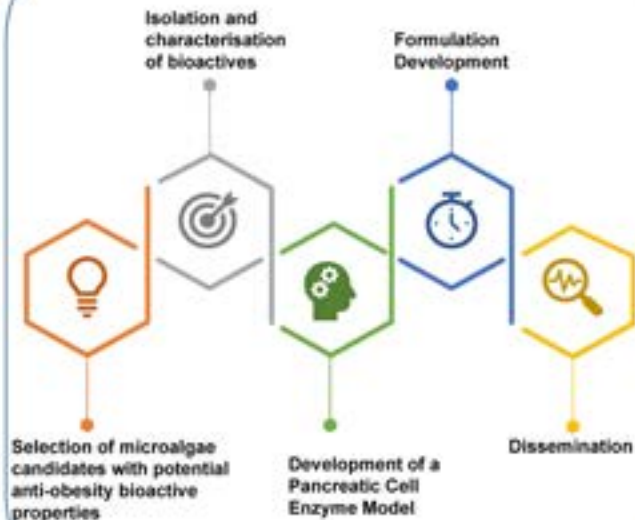 Isolation and
characterisation
of bioactives
Formulation
Development
Selection of microalgae
candidates with potential
anti-obesity bioactive
properties
Development of a
Pancreatic Cell
Enzyme Model
Dissemination